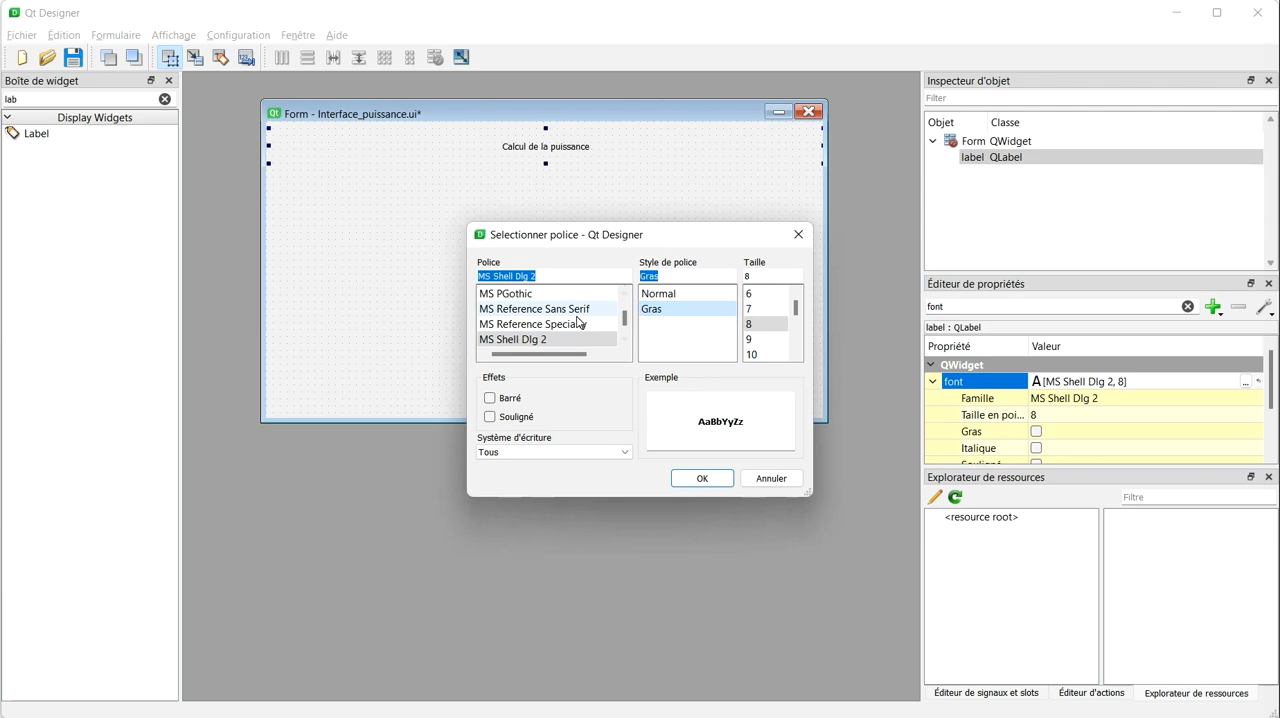 Qt Designer
Fichier Édition Formulaire Affichage Configuration Fenêtre Aide
Boîte de widget
lab
Display Widgets
Label
Form - Interface_puissance.ui*
Calcul de la puissance
Selectionner police - Qt Designer
Police Style de police Taille
MS Shell Dlg 2 Gras 8
MS PGothic Normal 6
MS Reference Sans Serif Gras 7
MS Reference Specialty 8
MS Shell Dlg 2 9
10
Effets Exemple
Barré
Souligné
AaBbYyZz
Système d'écriture
Tous
OK Annuler
Inspecteur d'objet
Filter
Objet Classe
Form QWidget
label QLabel
Éditeur de propriétés
font
label : QLabel
Propriété Valeur
QWidget
font A [MS Shell Dlg 2, 8] ...
Famille MS Shell Dlg 2
Taille en poi... 8
Gras
Italique
Souligné
Explorateur de ressources
Filtre
<resource root>
Éditeur de signaux et slots Éditeur d'actions Explorateur de ressources